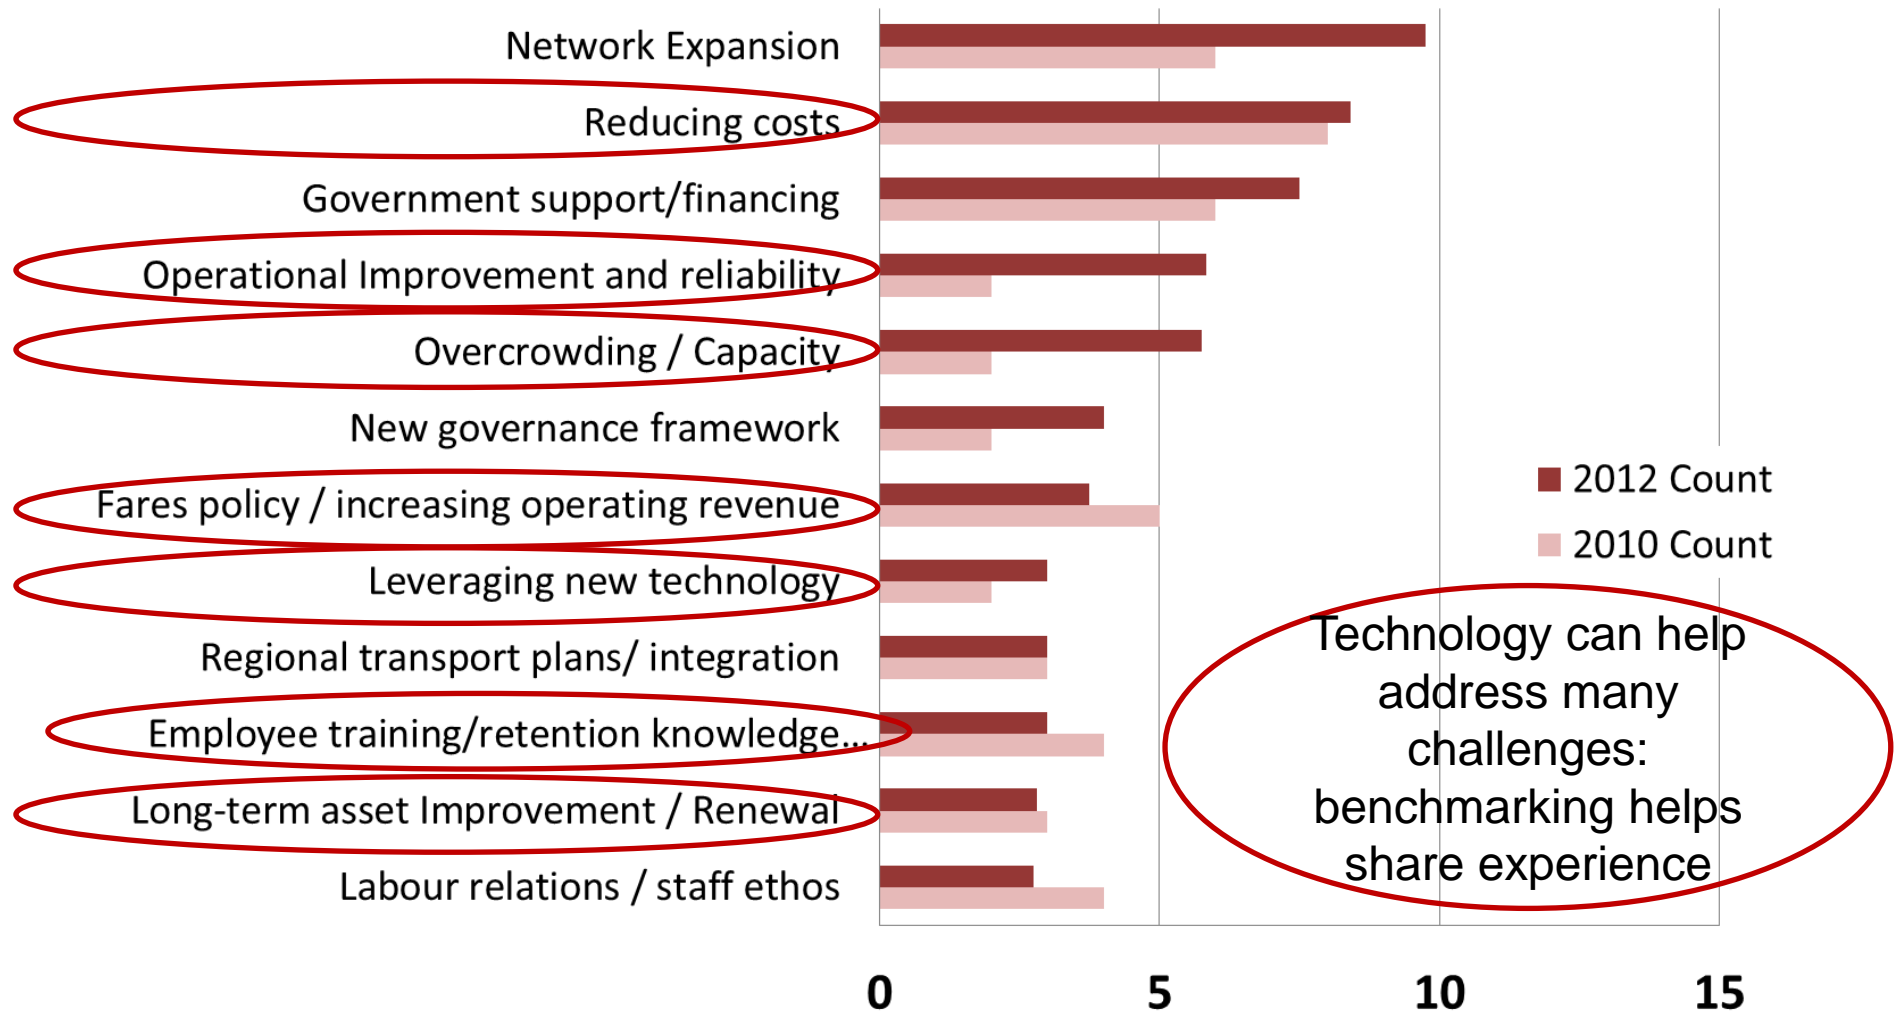 Network Expansion
Reducing costs
Government support/financing
Operational Improvement and reliability
Overcrowding / Capacity
New governance framework
Fares policy / increasing operating revenue
Leveraging new technology
Regional transport plans/ integration
Employee training/retention knowledge...
Long-term asset Improvement / Renewal
Labour relations / staff ethos
2012 Count
2010 Count
Technology can help
address many
challenges:
benchmarking helps
share experience
0 5 10 15